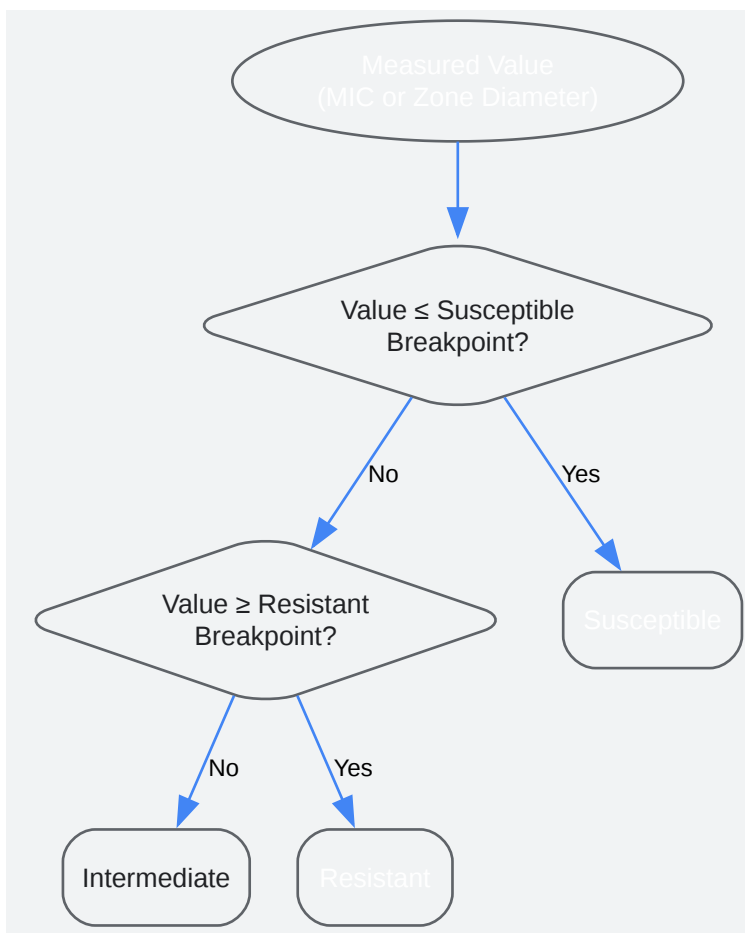 Measured Value
(MIC or Zone Diameter)
Value ≤ Susceptible
Breakpoint?
No
Yes
Value ≥ Resistant
Breakpoint?
Susceptible
No
Yes
Intermediate
Resistant